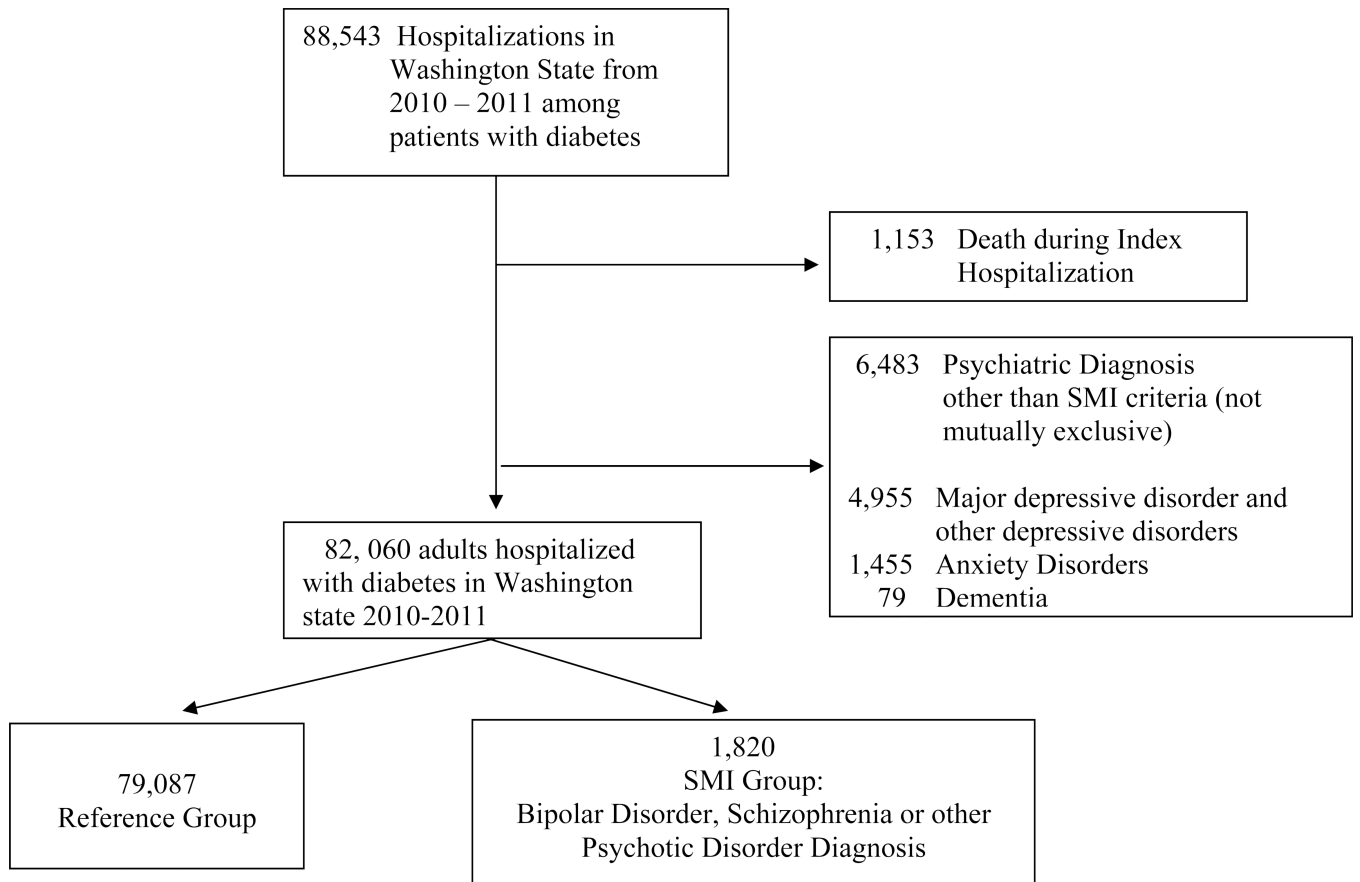 88,543 Hospitalizations in
Washington State from
2010 – 2011 among
patients with diabetes
1,153 Death during Index
Hospitalization
6,483 Psychiatric Diagnosis
other than SMI criteria (not
mutually exclusive)
4,955 Major depressive disorder and
other depressive disorders
1,455 Anxiety Disorders
79 Dementia
82, 060 adults hospitalized
with diabetes in Washington
state 2010-2011
79,087
Reference Group
1,820
SMI Group:
Bipolar Disorder, Schizophrenia or other
Psychotic Disorder Diagnosis